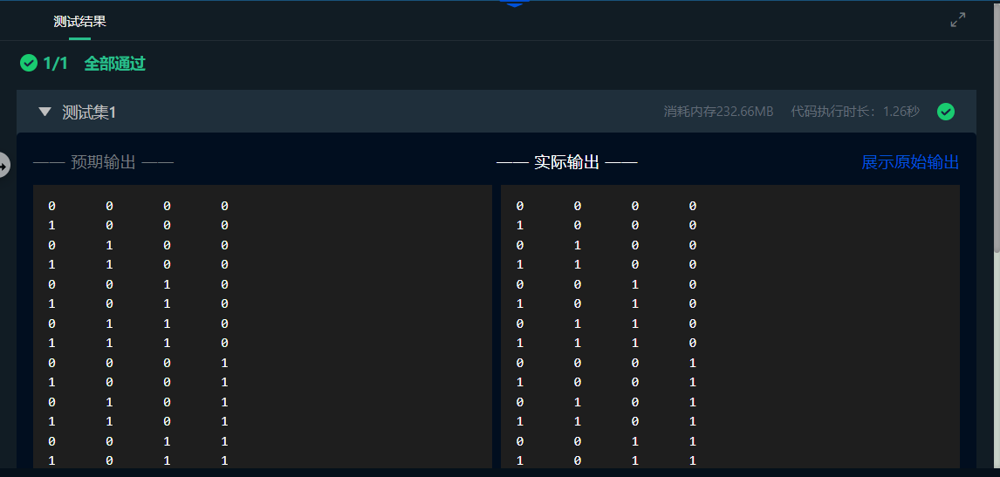 测试结果
1/1 全部通过
测试集1 消耗内存232.66MB 代码执行时长：1.26秒
—— 预期输出 —— —— 实际输出 —— 展示原始输出
0 0 0 0 0 0 0 0
1 0 0 0 1 0 0 0
0 1 0 0 0 1 0 0
1 1 0 0 1 1 0 0
0 0 1 0 0 0 1 0
1 0 1 0 1 0 1 0
0 1 1 0 0 1 1 0
1 1 1 0 1 1 1 0
0 0 0 1 0 0 0 1
1 0 0 1 1 0 0 1
0 1 0 1 0 1 0 1
1 1 0 1 1 1 0 1
0 0 1 1 0 0 1 1
1 0 1 1 1 0 1 1